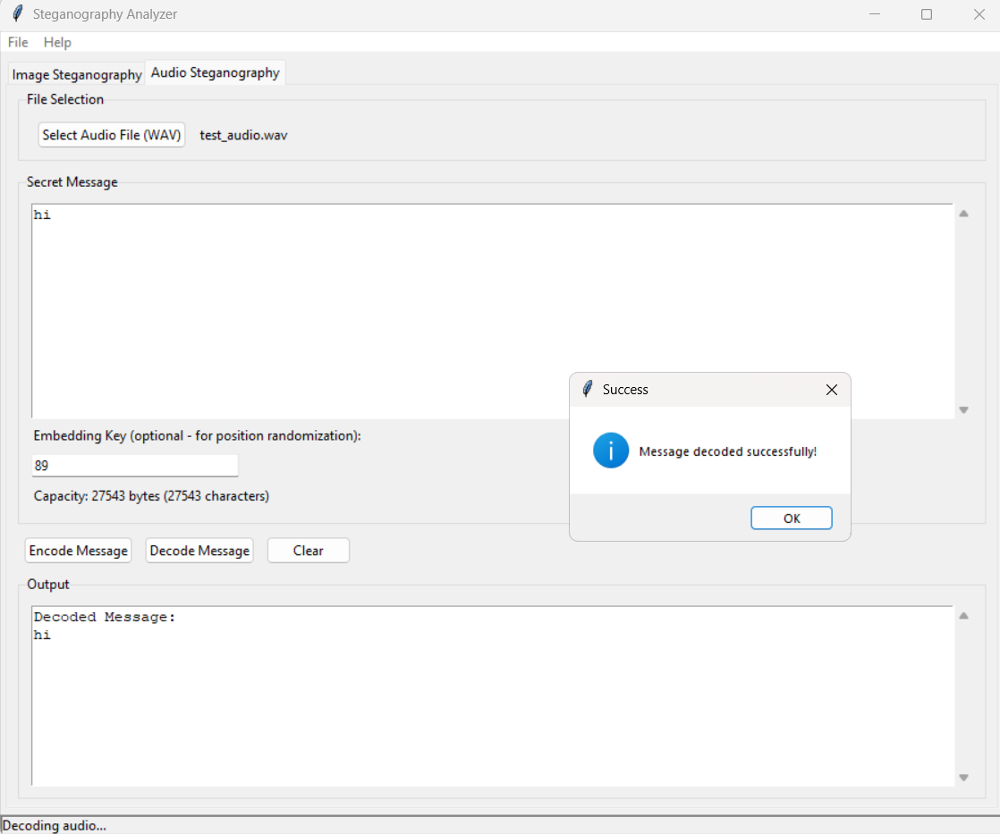 Steganography Analyzer
File Help
Image Steganography Audio Steganography
File Selection
Select Audio File (WAV) test_audio.wav
Secret Message
hi
Embedding Key (optional - for position randomization):
89
Capacity: 27543 bytes (27543 characters)
Success
Message decoded successfully!
OK
Encode Message Decode Message Clear
Output
Decoded Message:
hi
Decoding audio...